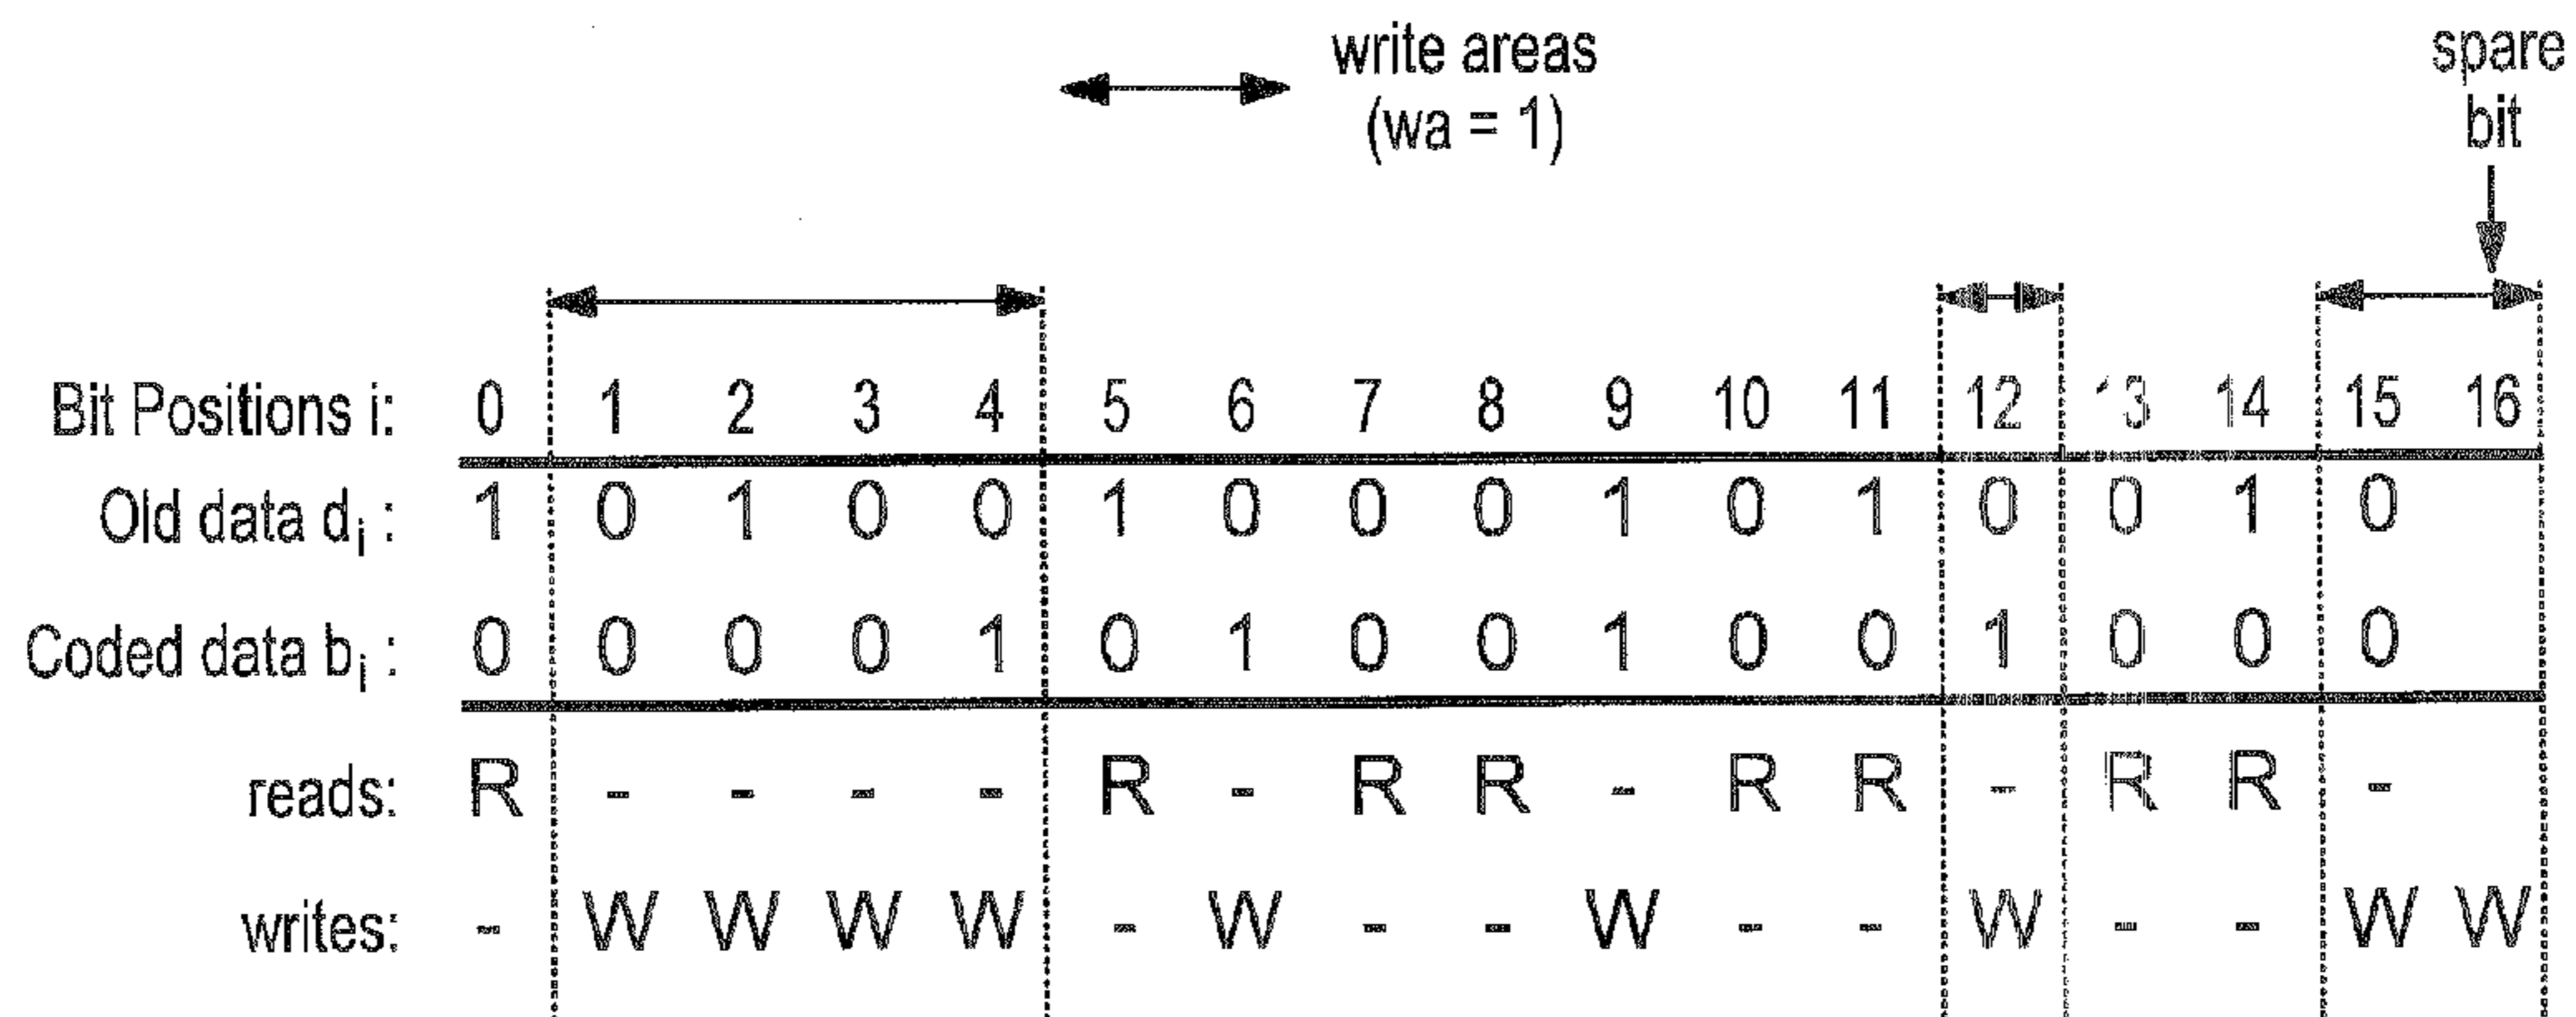 write areas
(wa = 1)
spare
bit
Bit Positions i: 0 1 2 3 4 5 6 7 8 9 10 11 12 13 14 15 16
Old data dᵢ : 1 0 1 0 0 1 0 0 0 1 0 1 0 0 1 0
Coded data bᵢ : 0 0 0 0 1 0 1 0 0 1 0 0 1 0 0 0
reads: R - - - - R - R R - R R - R R -
writes: - W W W W - W - - W - - W - - W W